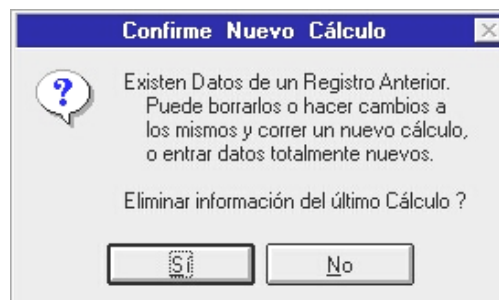 Confirme Nuevo Cálculo
Existen Datos de un Registro Anterior.
Puede borrarlos o hacer cambios a
los mismos y correr un nuevo cálculo,
o entrar datos totalmente nuevos.
Eliminar información del último Cálculo ?
Sí
No